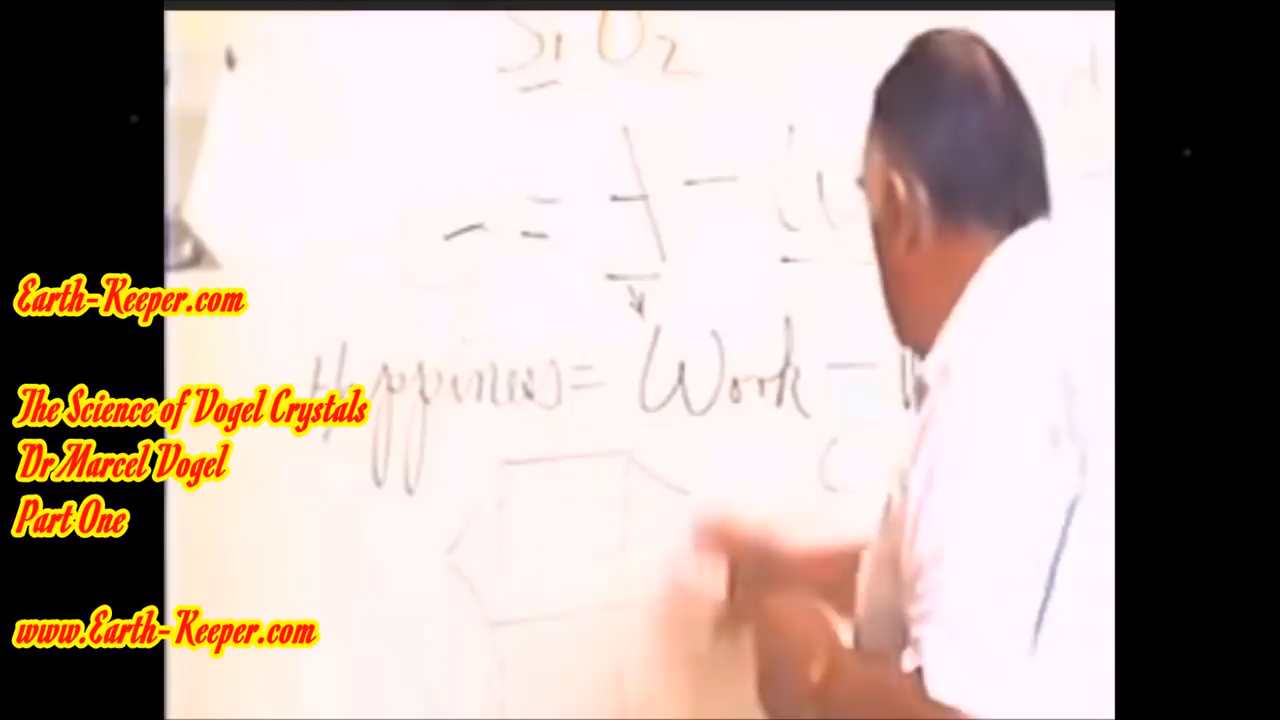 SiO2
Happiness = Work -
Earth-Keeper.com
The Science of Vogel Crystals
Dr Marcel Vogel
Part One
www.Earth-Keeper.com